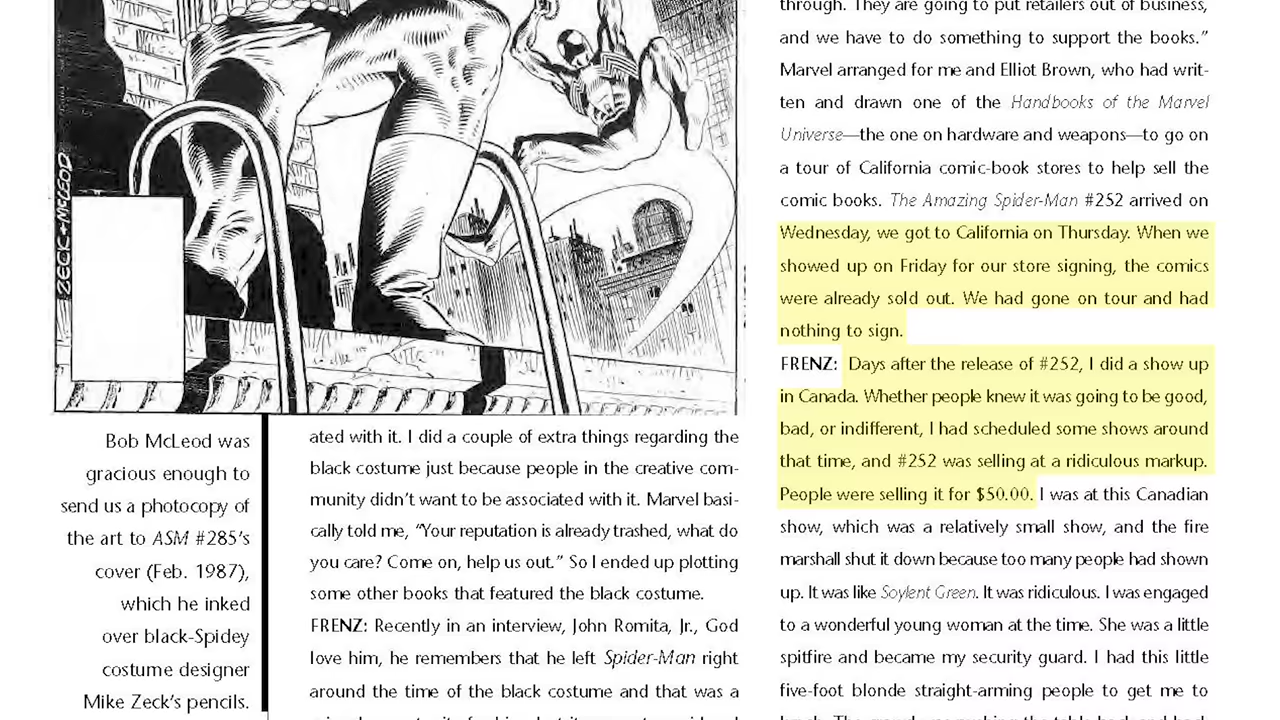 ZECK + McLEOD
Bob McLeod was
gracious enough to
send us a photocopy of
the art to ASM #285’s
cover (Feb. 1987),
which he inked
over black-Spidey
costume designer
Mike Zeck’s pencils.
ated with it. I did a couple of extra things regarding the
black costume just because people in the creative com-
munity didn’t want to be associated with it. Marvel basi-
cally told me, “Your reputation is already trashed, what do
you care? Come on, help us out.” So I ended up plotting
some other books that featured the black costume.
FRENZ: Recently in an interview, John Romita, Jr., God
love him, he remembers that he left Spider-Man right
around the time of the black costume and that was a
through. They are going to put retailers out of business,
and we have to do something to support the books.”
Marvel arranged for me and Elliot Brown, who had writ-
ten and drawn one of the Handbooks of the Marvel
Universe—the one on hardware and weapons—to go on
a tour of California comic-book stores to help sell the
comic books. The Amazing Spider-Man #252 arrived on
Wednesday, we got to California on Thursday. When we
showed up on Friday for our store signing, the comics
were already sold out. We had gone on tour and had
nothing to sign.
FRENZ: Days after the release of #252, I did a show up
in Canada. Whether people knew it was going to be good,
bad, or indifferent, I had scheduled some shows around
that time, and #252 was selling at a ridiculous markup.
People were selling it for $50.00. I was at this Canadian
show, which was a relatively small show, and the fire
marshall shut it down because too many people had shown
up. It was like Soylent Green. It was ridiculous. I was engaged
to a wonderful young woman at the time. She was a little
spitfire and became my security guard. I had this little
five-foot blonde straight-arming people to get me to